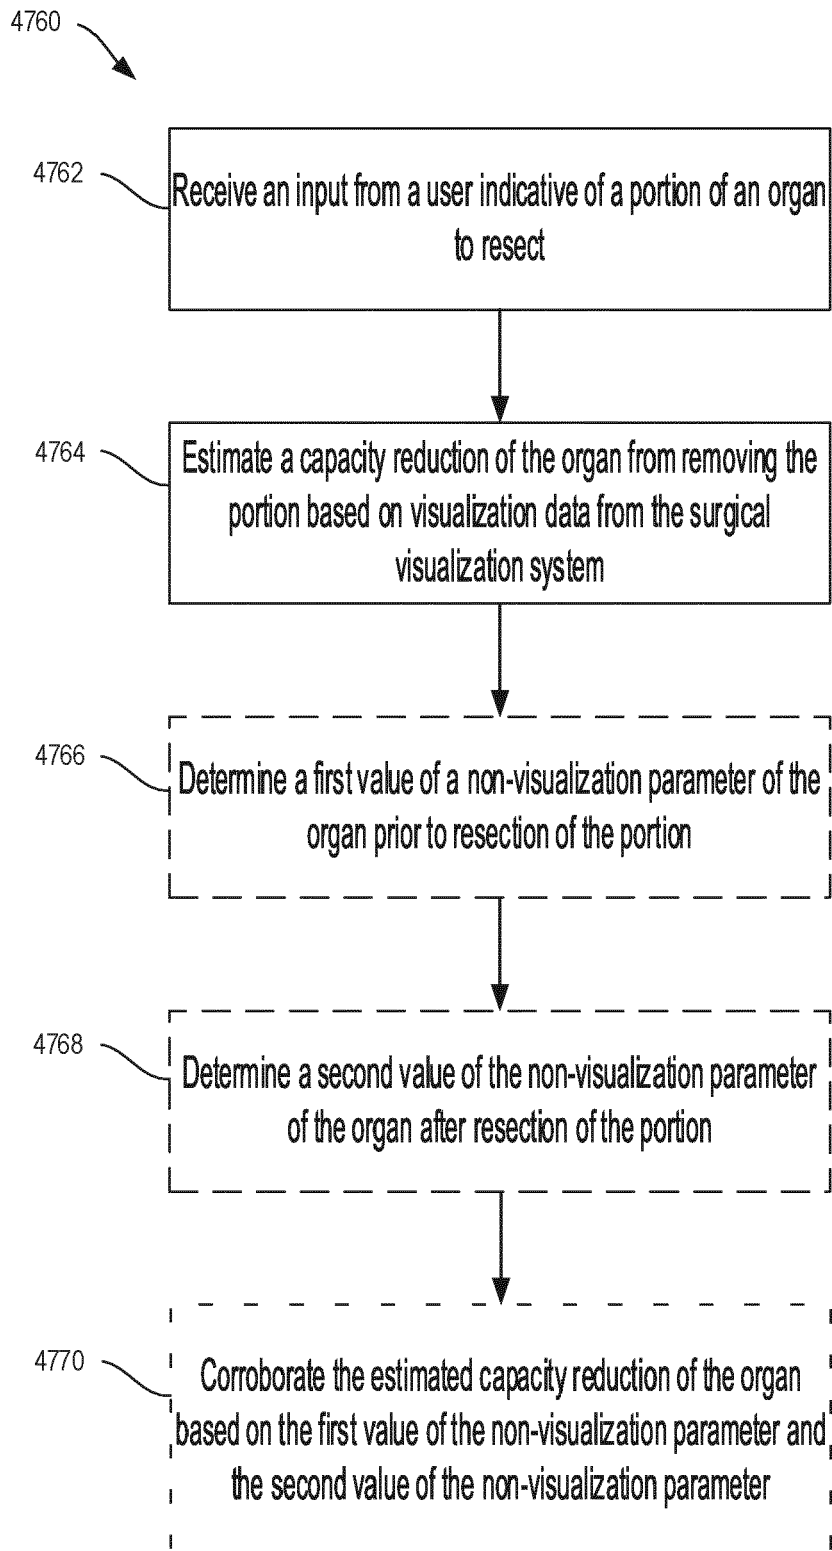 4760
4762
Receive an input from a user indicative of a portion of an organ
to resect
4764
Estimate a capacity reduction of the organ from removing the
portion based on visualization data from the surgical
visualization system
4766
Determine a first value of a non-visualization parameter of the
organ prior to resection of the portion
4768
Determine a second value of the non-visualization parameter
of the organ after resection of the portion
4770
Corroborate the estimated capacity reduction of the organ
based on the first value of the non-visualization parameter and
the second value of the non-visualization parameter